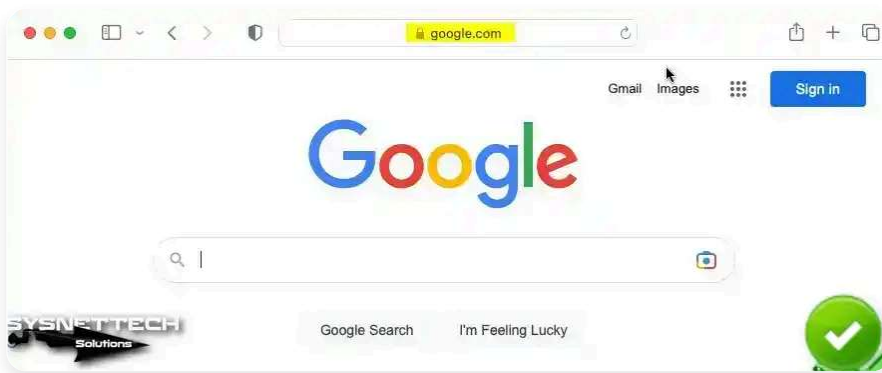 google.com
Gmail Images Sign in
Google
Google Search I'm Feeling Lucky
SYSNETTECH
Solutions